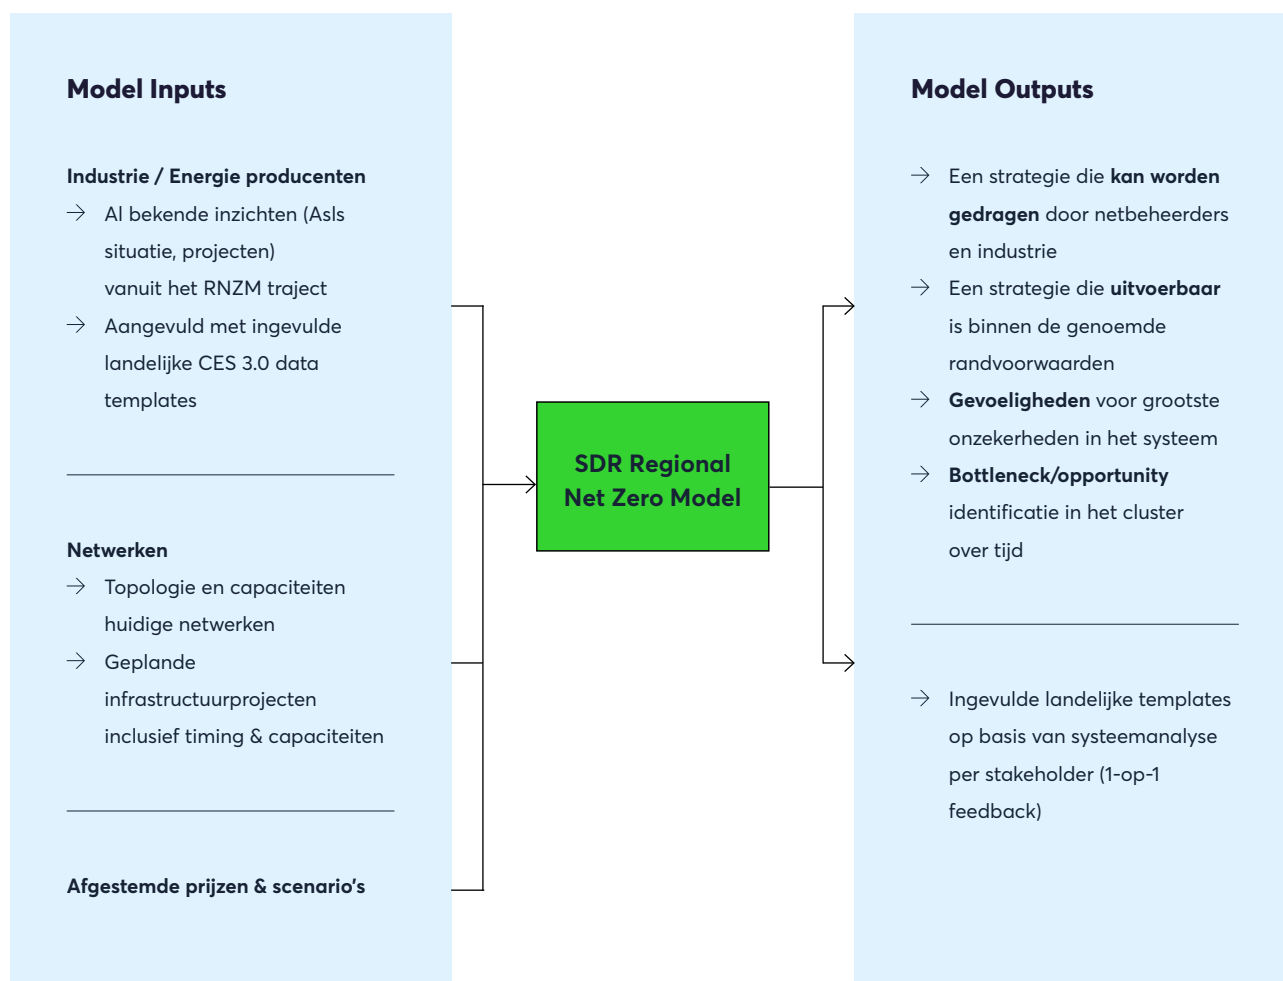 Model Inputs
Industrie / Energie producenten
→ Al bekende inzichten (AsIs
situatie, projecten)
vanuit het RNZM traject
→ Aangevuld met ingevulde
landelijke CES 3.0 data
templates
Netwerken
→ Topologie en capaciteiten
huidige netwerken
→ Geplande
infrastructuurprojecten
inclusief timing & capaciteiten
Afgestemde prijzen & scenario's
SDR Regional
Net Zero Model
Model Outputs
→ Een strategie die kan worden
gedragen door netbeheerders
en industrie
→ Een strategie die uitvoerbaar
is binnen de genoemde
randvoorwaarden
→ Gevoeligheden voor grootste
onzekerheden in het systeem
→ Bottleneck/opportunity
identificatie in het cluster
over tijd
→ Ingevulde landelijke templates
op basis van systeemanalyse
per stakeholder (1-op-1
feedback)